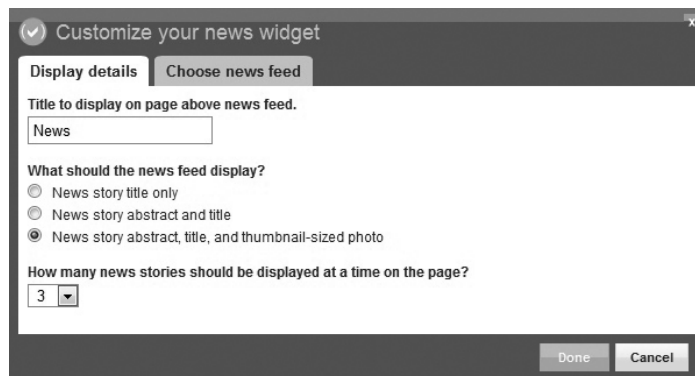 Customize your news widget
x
Display details Choose news feed
Title to display on page above news feed.
News
What should the news feed display?
News story title only
News story abstract and title
News story abstract, title, and thumbnail-sized photo
How many news stories should be displayed at a time on the page?
3
Done Cancel